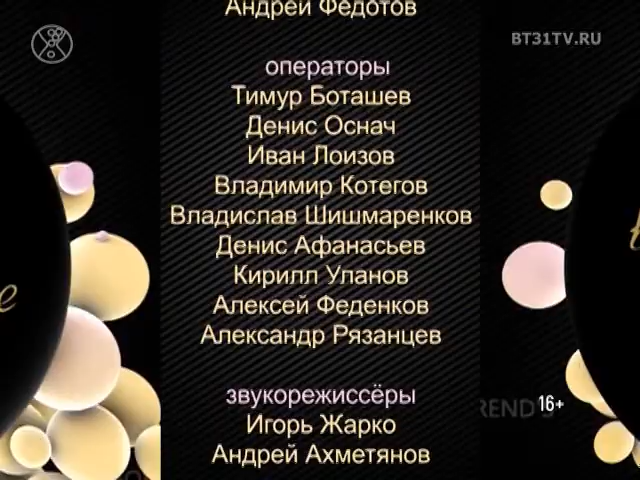 Андрей Федотов
BT31TV.RU
операторы
Тимур Боташев
Денис Оснач
Иван Лоизов
Владимир Котегов
Владислав Шишмаренков
Денис Афанасьев
Кирилл Уланов
Алексей Феденков
Александр Рязанцев
звукорежиссёры
16+
Игорь Жарко
Андрей Ахметянов